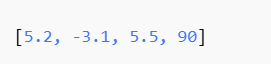 [5.2, -3.1, 5.5, 90]